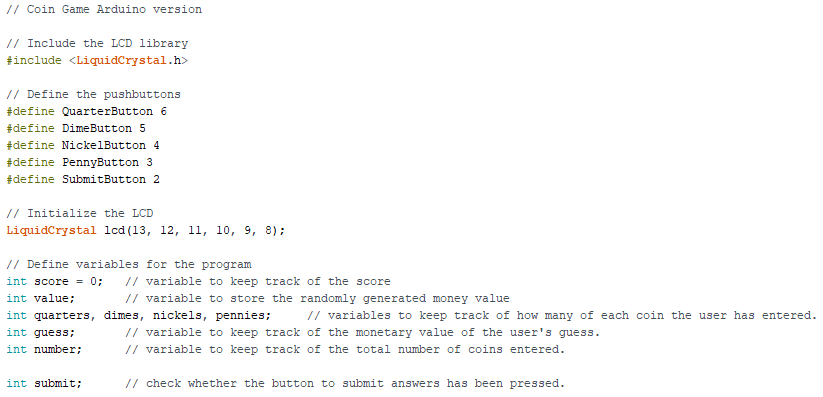 // Coin Game Arduino version
// Include the LCD library
#include <LiquidCrystal.h>
// Define the pushbuttons
#define QuarterButton 6
#define DimeButton 5
#define NickelButton 4
#define PennyButton 3
#define SubmitButton 2
// Initialize the LCD
LiquidCrystal lcd(13, 12, 11, 10, 9, 8);
// Define variables for the program
int score = 0;   // variable to keep track of the score
int value;       // variable to store the randomly generated money value
int quarters, dimes, nickels, pennies;     // variables to keep track of how many of each coin the user has entered.
int guess;       // variable to keep track of the monetary value of the user's guess.
int number;      // variable to keep track of the total number of coins entered.
int submit;      // check whether the button to submit answers has been pressed.